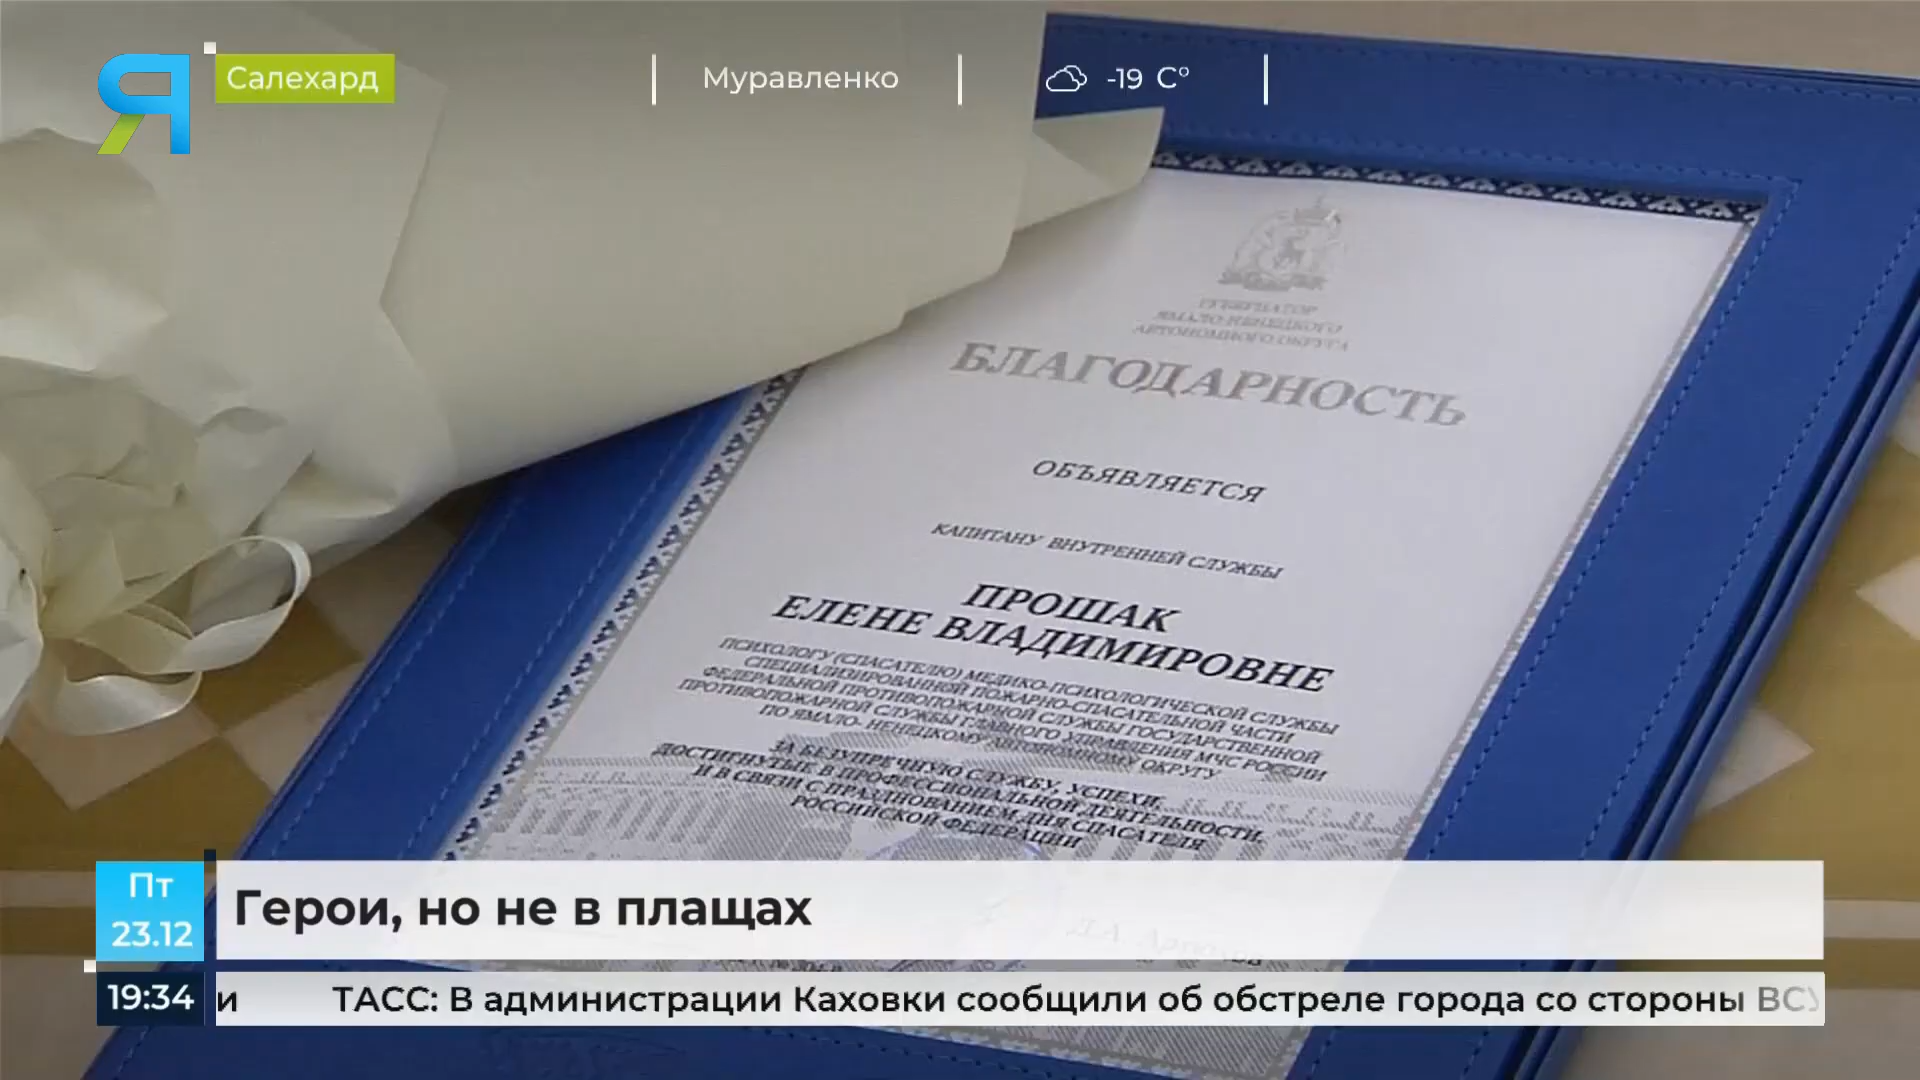 Я
Салехард
Муравленко
-19 C°
ГУБЕРНАТОР
ЯМАЛО-НЕНЕЦКОГО
АВТОНОМНОГО ОКРУГА
БЛАГОДАРНОСТЬ
ОБЪЯВЛЯЕТСЯ
КАПИТАНУ ВНУТРЕННЕЙ СЛУЖБЫ
ПРОШАК
ЕЛЕНЕ ВЛАДИМИРОВНЕ
ПСИХОЛОГУ (СПАСАТЕЛЮ) МЕДИКО-ПСИХОЛОГИЧЕСКОЙ СЛУЖБЫ
СПЕЦИАЛИЗИРОВАННОЙ ПОЖАРНО-СПАСАТЕЛЬНОЙ ЧАСТИ
ФЕДЕРАЛЬНОЙ ПРОТИВОПОЖАРНОЙ СЛУЖБЫ ГОСУДАРСТВЕННОЙ
ПРОТИВОПОЖАРНОЙ СЛУЖБЫ ГЛАВНОГО УПРАВЛЕНИЯ МЧС РОССИИ
ПО ЯМАЛО- НЕНЕЦКОМУ АВТОНОМНОМУ ОКРУГУ
ЗА БЕЗУПРЕЧНУЮ СЛУЖБУ, УСПЕХИ,
ДОСТИГНУТЫЕ В ПРОФЕССИОНАЛЬНОЙ ДЕЯТЕЛЬНОСТИ,
И В СВЯЗИ С ПРАЗДНОВАНИЕМ ДНЯ СПАСАТЕЛЯ
РОССИЙСКОЙ ФЕДЕРАЦИИ
Пт
23.12
Герои, но не в плащах
19:34
и ТАСС: В администрации Каховки сообщили об обстреле города со стороны ВСУ